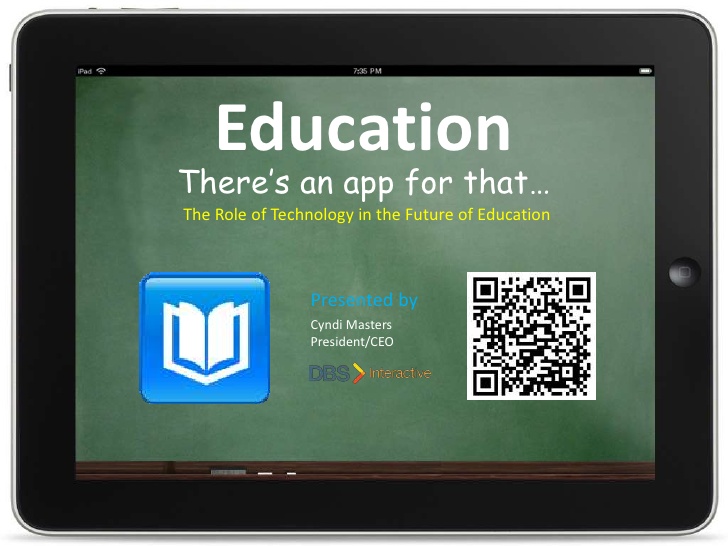 iPad
7:35 PM
Education
There's an app for that...
The Role of Technology in the Future of Education
Presented by
Cyndi Masters
President/CEO
DBS Interactive